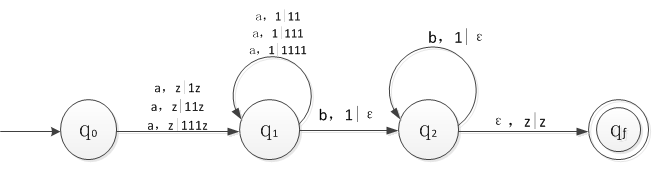 a, 1|11
a, 1|111
a, 1|1111
b, 1| ε
a, z|1z
a, z|11z
a, z|111z
b, 1| ε
ε , z|z
q₀
q₁
q₂
qf